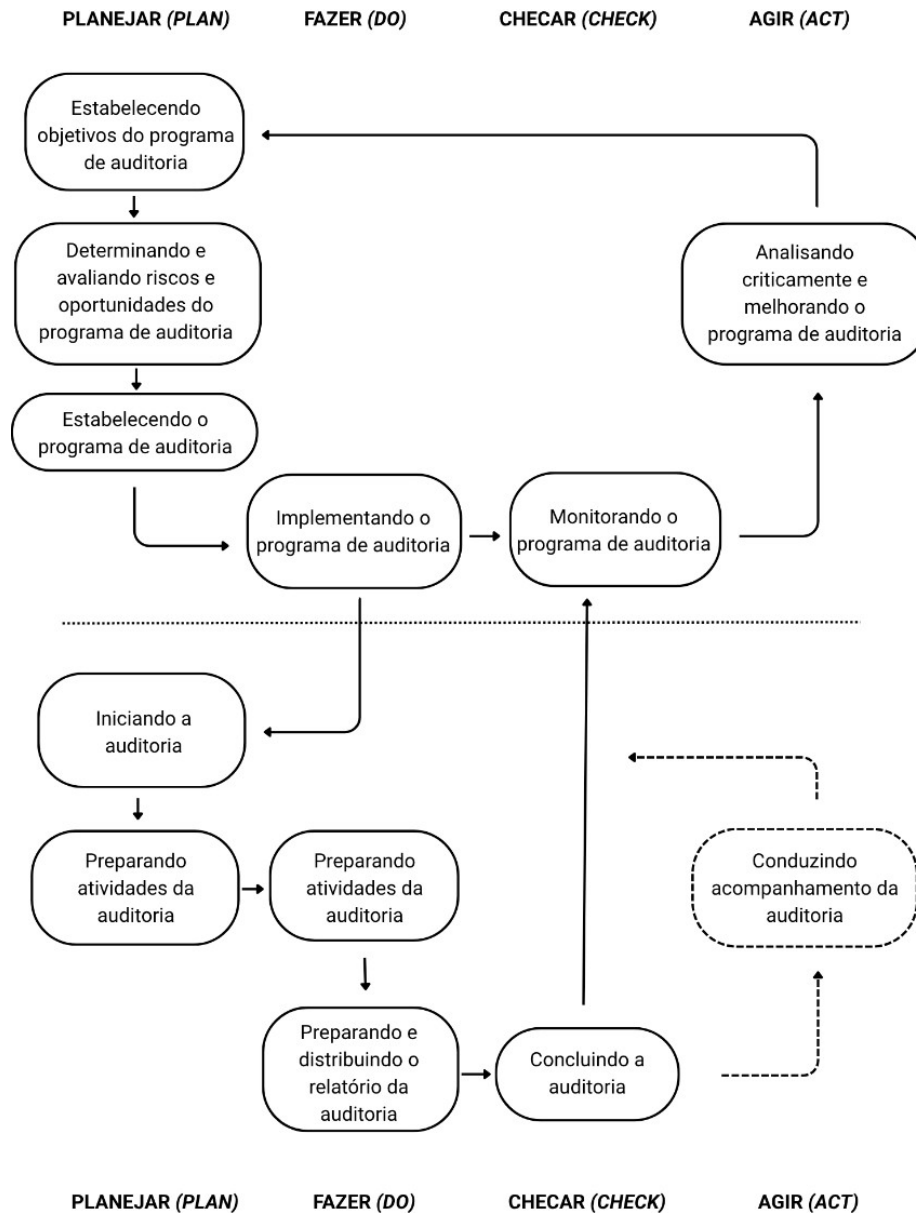 PLANEJAR (PLAN)
FAZER (DO)
CHECAR (CHECK)
AGIR (ACT)
Estabelecendo
objetivos do programa
de auditoria
Determinando e
avaliando riscos e
oportunidades do
programa de auditoria
Analisando
criticamente e
melhorando o
programa de auditoria
Estabelecendo o
programa de auditoria
Implementando o
programa de auditoria
Monitorando o
programa de auditoria
Iniciando a
auditoria
Preparando
atividades da
auditoria
Preparando
atividades da
auditoria
Conduzindo
acompanhamento da
auditoria
Preparando e
distribuindo o
relatório da
auditoria
Concluindo a
auditoria
PLANEJAR (PLAN)
FAZER (DO)
CHECAR (CHECK)
AGIR (ACT)